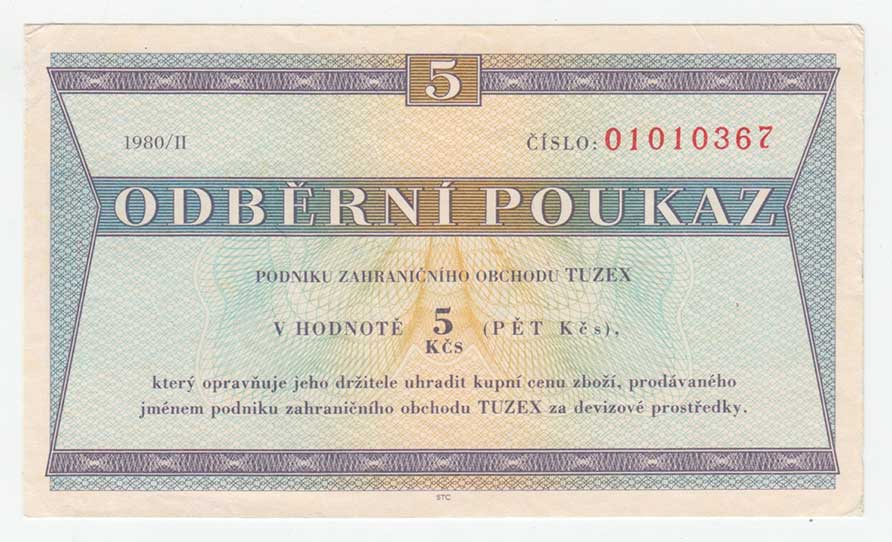 5
1980/II
ČÍSLO: 01010367
ODBĚRNÍ POUKAZ
PODNIKU ZAHRANIČNÍHO OBCHODU TUZEX
V HODNOTĚ 5 KČS (PĚT Kčs),
který opravňuje jeho držitele uhradit kupní cenu zboží, prodávaného
jménem podniku zahraničního obchodu TUZEX za devizové prostředky.
STC